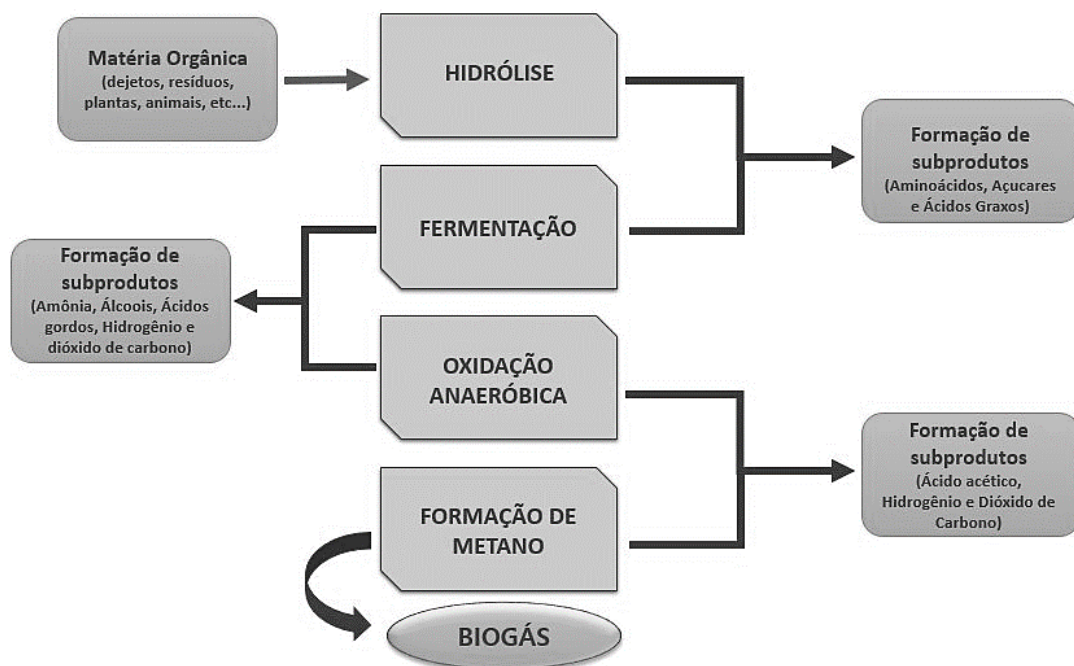 Matéria Orgânica
(dejetos, resíduos,
plantas, animais, etc...)
HIDRÓLISE
Formação de
subprodutos
(Aminoácidos, Açucares
e Ácidos Graxos)
FERMENTAÇÃO
Formação de
subprodutos
(Amônia, Álcoois, Ácidos
gordos, Hidrogênio e
dióxido de carbono)
OXIDAÇÃO
ANAERÓBICA
Formação de
subprodutos
(Ácido acético,
Hidrogênio e Dióxido de
Carbono)
FORMAÇÃO DE
METANO
BIOGÁS